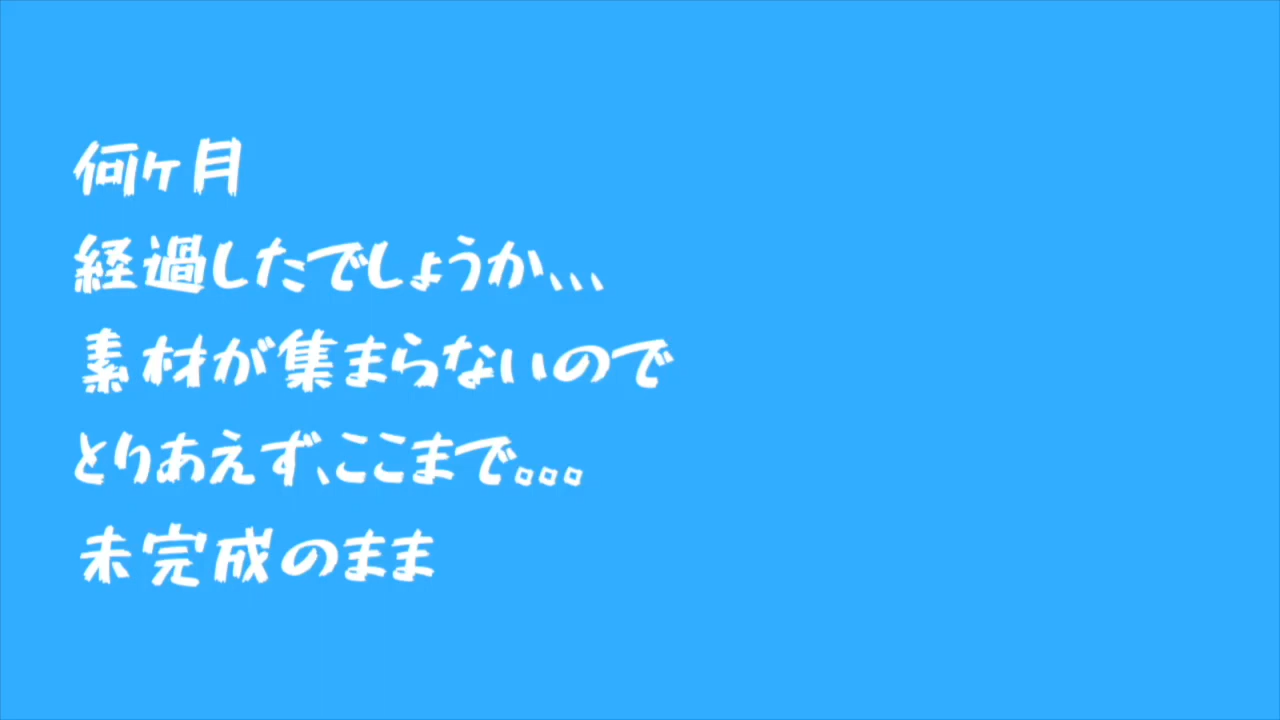 何ヶ月
経過したでしょうか、、、
素材が集まらないので
とりあえず、ここまで。。。
未完成のまま